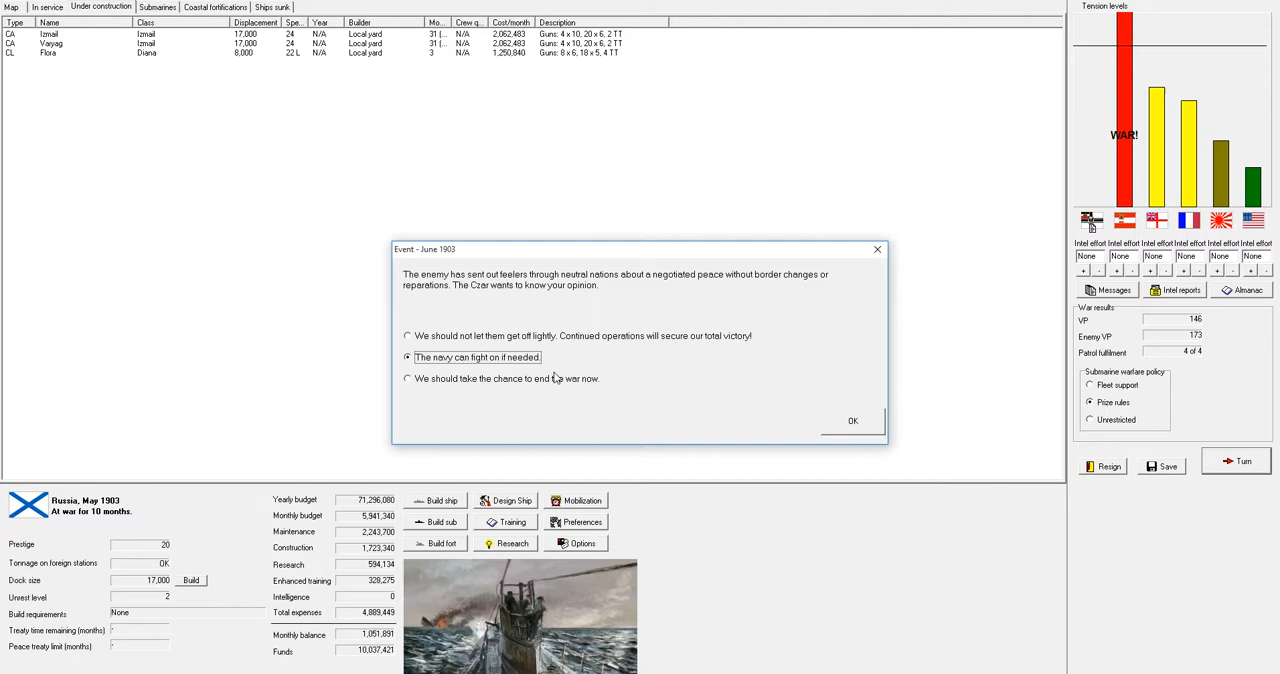 Map In service Under construction Submarines Coastal fortifications Ships sunk
Type Name Class Displacement Spe... Year Builder Mo... Crew q... Cost/month Description
CA Izmail Izmail 17,000 24 N/A Local yard 31 (... N/A 2,062,483 Guns: 4 x 10, 20 x 6, 2 TT
CA Varyag Izmail 17,000 24 N/A Local yard 31 (... N/A 2,062,483 Guns: 4 x 10, 20 x 6, 2 TT
CL Flora Diana 8,000 22 L N/A Local yard 3 N/A 1,250,840 Guns: 8 x 6, 18 x 5, 4 TT
Event - June 1903
The enemy has sent out feelers through neutral nations about a negotiated peace without border changes or
reparations. The Czar wants to know your opinion.
We should not let them get off lightly. Continued operations will secure our total victory!
The navy can fight on if needed.
We should take the chance to end the war now.
OK
Tension levels
WAR!
Intel effort Intel effort Intel effort Intel effort Intel effort Intel effort
None None None None None None
+ - + - + - + - + - + -
Messages Intel reports Almanac
War results
VP 146
Enemy VP 173
Patrol fulfilment 4 of 4
Submarine warfare policy
Fleet support
Prize rules
Unrestricted
Resign Save Turn
Russia, May 1903
At war for 10 months.
Prestige 20
Tonnage on foreign stations OK
Dock size 17,000 Build
Unrest level 2
Build requirements None
Treaty time remaining (months) -
Peace treaty limit (months) -
Yearly budget 71,296,080
Monthly budget 5,941,340
Maintenance 2,243,700
Construction 1,723,340
Research 594,134
Enhanced training 328,275
Intelligence 0
Total expenses 4,889,449
Monthly balance 1,051,891
Funds 10,037,421
Build ship Design Ship Mobilization
Build sub Training Preferences
Build fort Research Options